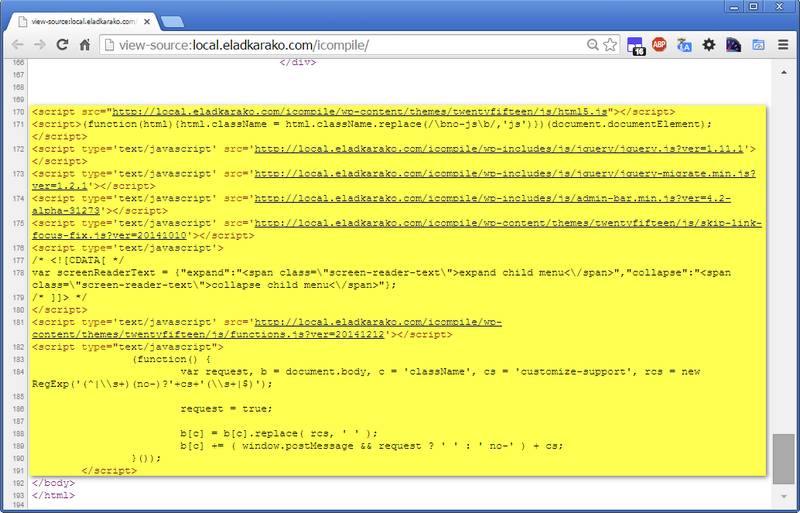 view-source:local.eladkarako.com/
view-source:local.eladkarako.com/icompile/
16
ABP
166 </div>
167
168
169
170 <script src="http://local.eladkarako.com/icompile/wp-content/themes/twentyfifteen/js/html5.js"></script>
171 <script>(function(html){html.className = html.className.replace(/\bno-js\b/,'js')})(document.documentElement);
</script>
172 <script type='text/javascript' src='http://local.eladkarako.com/icompile/wp-includes/js/jquery/jquery.js?ver=1.11.1'>
</script>
173 <script type='text/javascript' src='http://local.eladkarako.com/icompile/wp-includes/js/jquery/jquery-migrate.min.js?
ver=1.2.1'></script>
174 <script type='text/javascript' src='http://local.eladkarako.com/icompile/wp-includes/js/admin-bar.min.js?ver=4.2-
alpha-31273'></script>
175 <script type='text/javascript' src='http://local.eladkarako.com/icompile/wp-content/themes/twentyfifteen/js/skip-link-
focus-fix.js?ver=20141010'></script>
176 <script type='text/javascript'>
177 /* <![CDATA[ */
178 var screenReaderText = {"expand":"<span class=\"screen-reader-text\">expand child menu<\/span>","collapse":"<span
class=\"screen-reader-text\">collapse child menu<\/span>"};
179 /* ]]> */
180 </script>
181 <script type='text/javascript' src='http://local.eladkarako.com/icompile/wp-
content/themes/twentyfifteen/js/functions.js?ver=20141212'></script>
182 <script type="text/javascript">
183 (function() {
184 var request, b = document.body, c = 'className', cs = 'customize-support', rcs = new
RegExp('(^|\\s+)(no-)?'+cs+'(\\s+|$)');
185
186 request = true;
187
188 b[c] = b[c].replace( rcs, ' ' );
189 b[c] += ( window.postMessage && request ? ' ' : ' no-' ) + cs;
190 }());
191 </script>
192 </body>
193 </html>
194